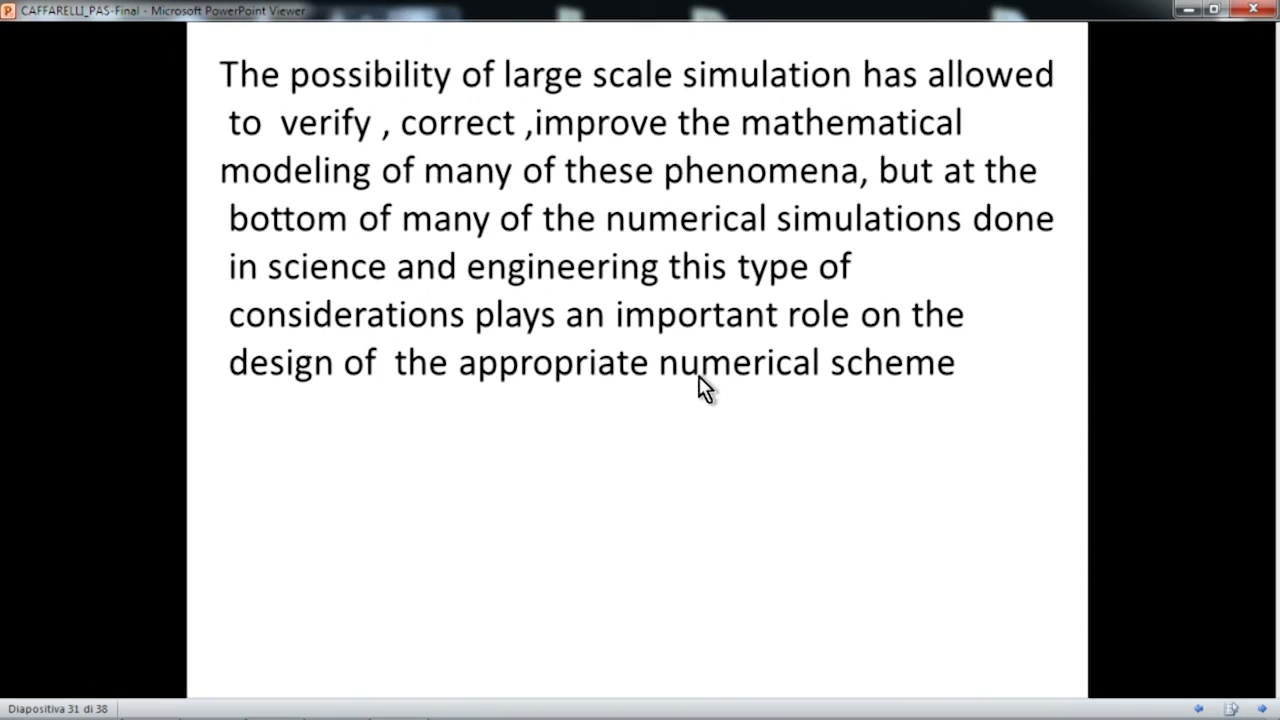 CAFFARELLI_PAS-Final - Microsoft PowerPoint Viewer
The possibility of large scale simulation has allowed
to verify , correct ,improve the mathematical
modeling of many of these phenomena, but at the
bottom of many of the numerical simulations done
in science and engineering this type of
considerations plays an important role on the
design of the appropriate numerical scheme
Diapositiva 31 di 38